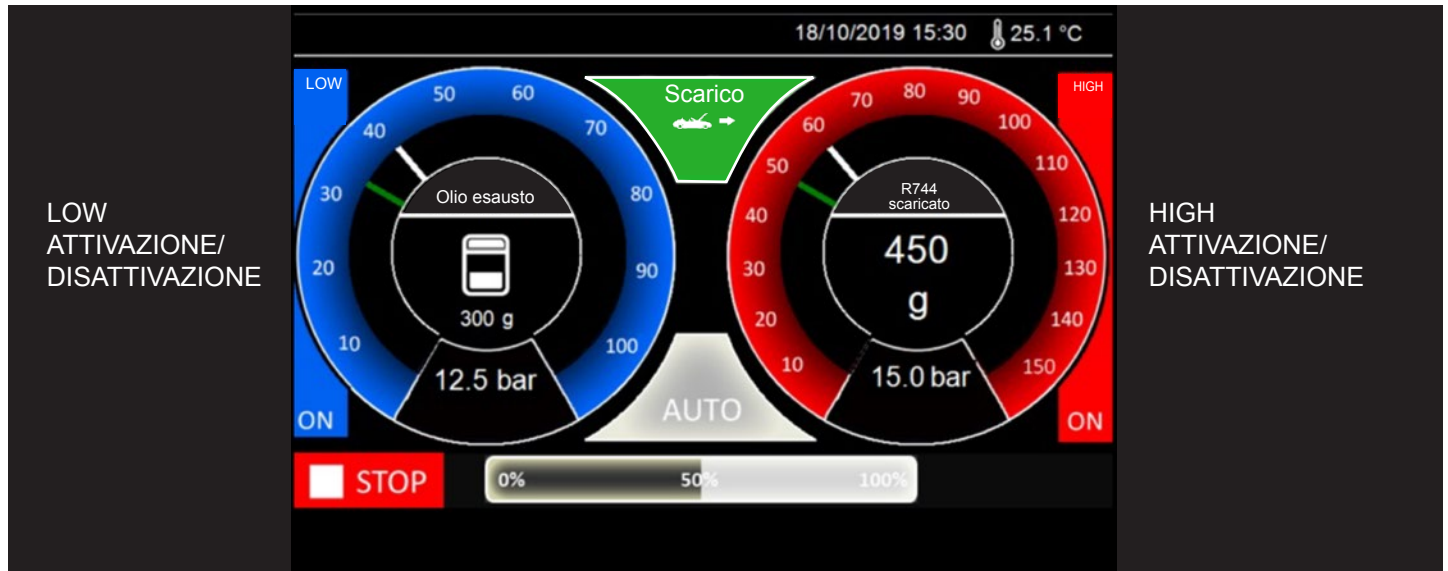 18/10/2019 15:30 25.1 °C
LOW
ATTIVAZIONE/
DISATTIVAZIONE
LOW
10
20
30
40
50
60
70
80
90
100
Olio esausto
300 g
12.5 bar
ON
Scarico
AUTO
HIGH
10
20
30
40
50
60
70
80
90
100
110
120
130
140
150
R744
scaricato
450
g
15.0 bar
ON
HIGH
ATTIVAZIONE/
DISATTIVAZIONE
STOP
0% 50% 100%